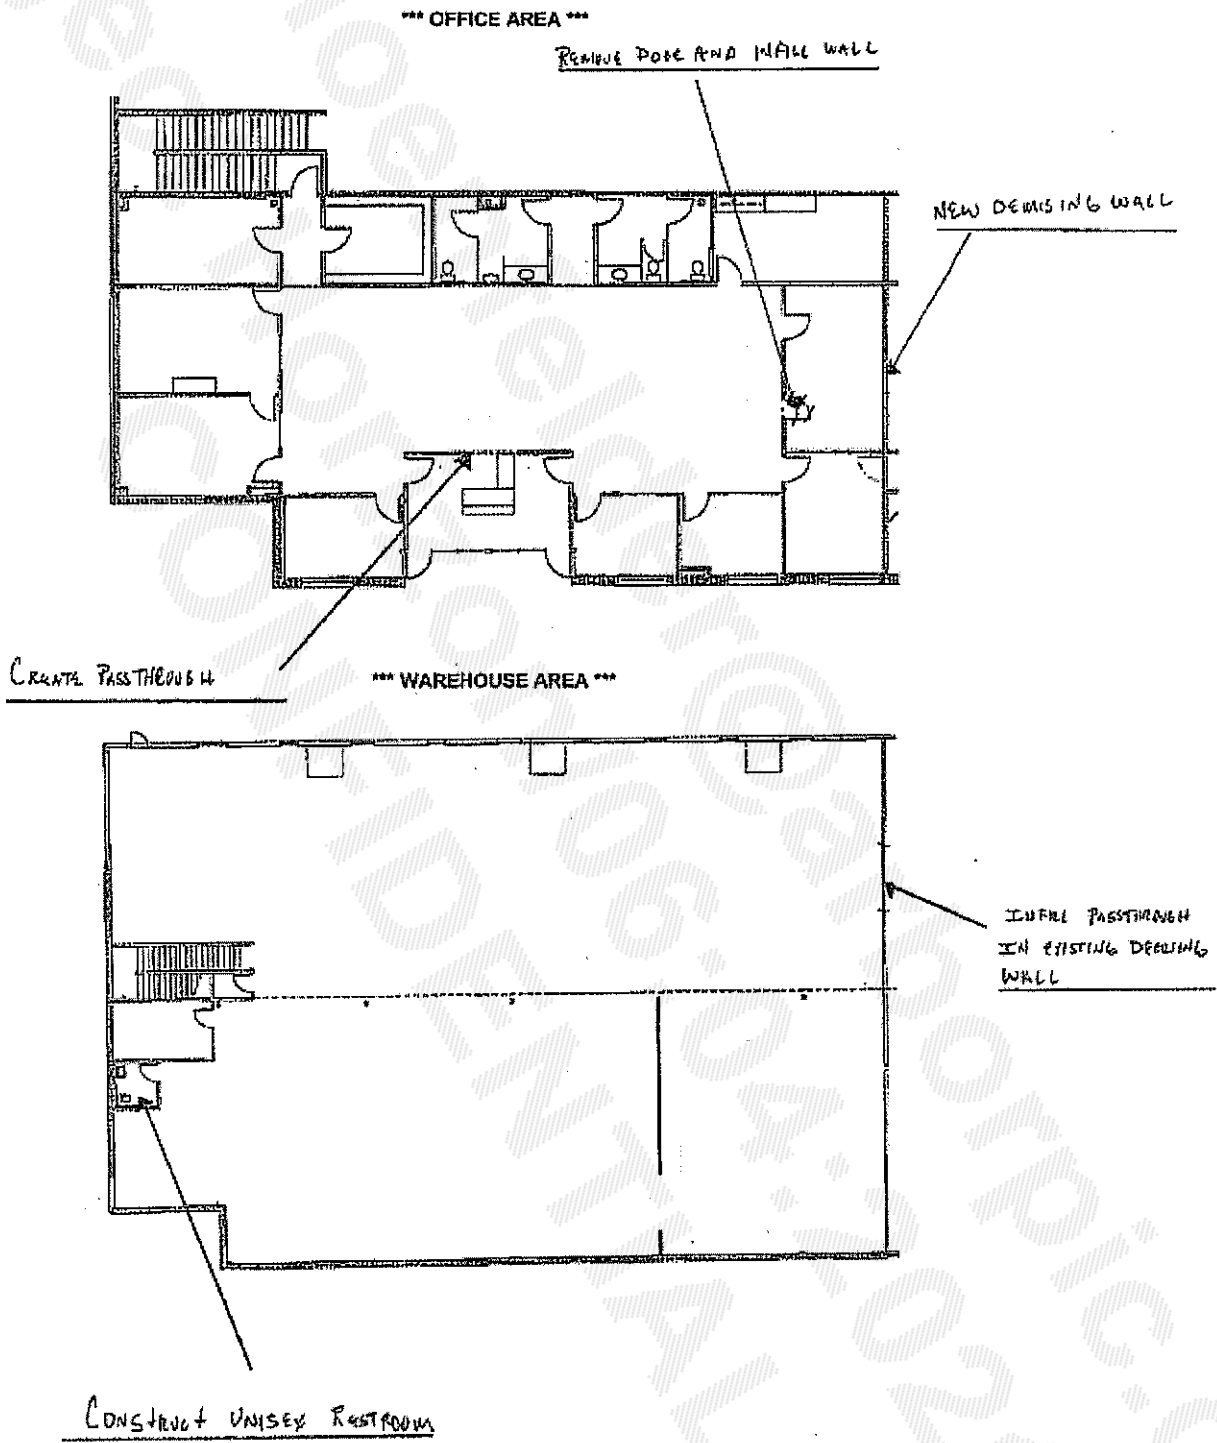 *** OFFICE AREA ***
REMOVE DOOR AND INFILL WALL
NEW DEMISING WALL
CREATE PASSTHROUGH
*** WAREHOUSE AREA ***
INFILL PASSTHROUGH
IN EXISTING
WALL
CONSTRUCT UNISEX RESTROOM
CONFIDENTIAL